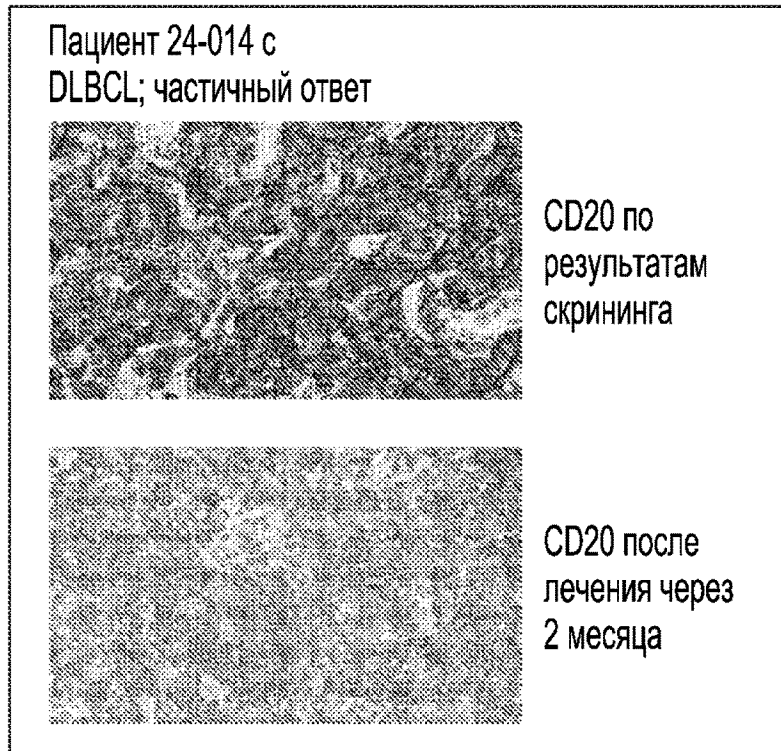 Пациент 24-014 с
DLBCL; частичный ответ
CD20 по
результатам
скрининга
CD20 после
лечения через
2 месяца